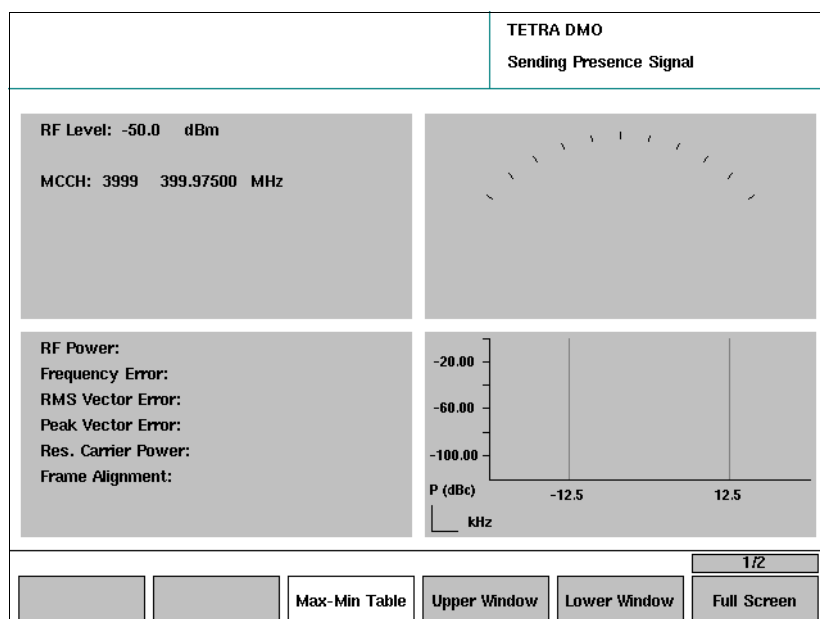 TETRA DMO
Sending Presence Signal
RF Level: -50.0 dBm
MCCH: 3999 399.97500 MHz
RF Power:
Frequency Error:
RMS Vector Error:
Peak Vector Error:
Res. Carrier Power:
Frame Alignment:
-20.00
-60.00
-100.00
P (dBc)
-12.5 12.5
kHz
1/2
Max-Min Table Upper Window Lower Window Full Screen